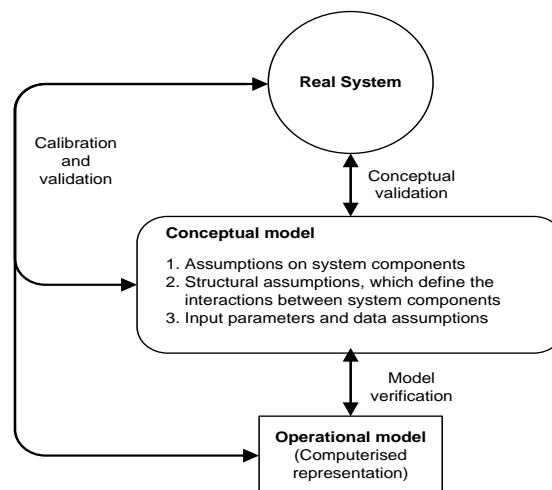 Real System
Calibration
and
validation
Conceptual
validation
Conceptual model
1. Assumptions on system components
2. Structural assumptions, which define the
interactions between system components
3. Input parameters and data assumptions
Model
verification
Operational model
(Computerised
representation)